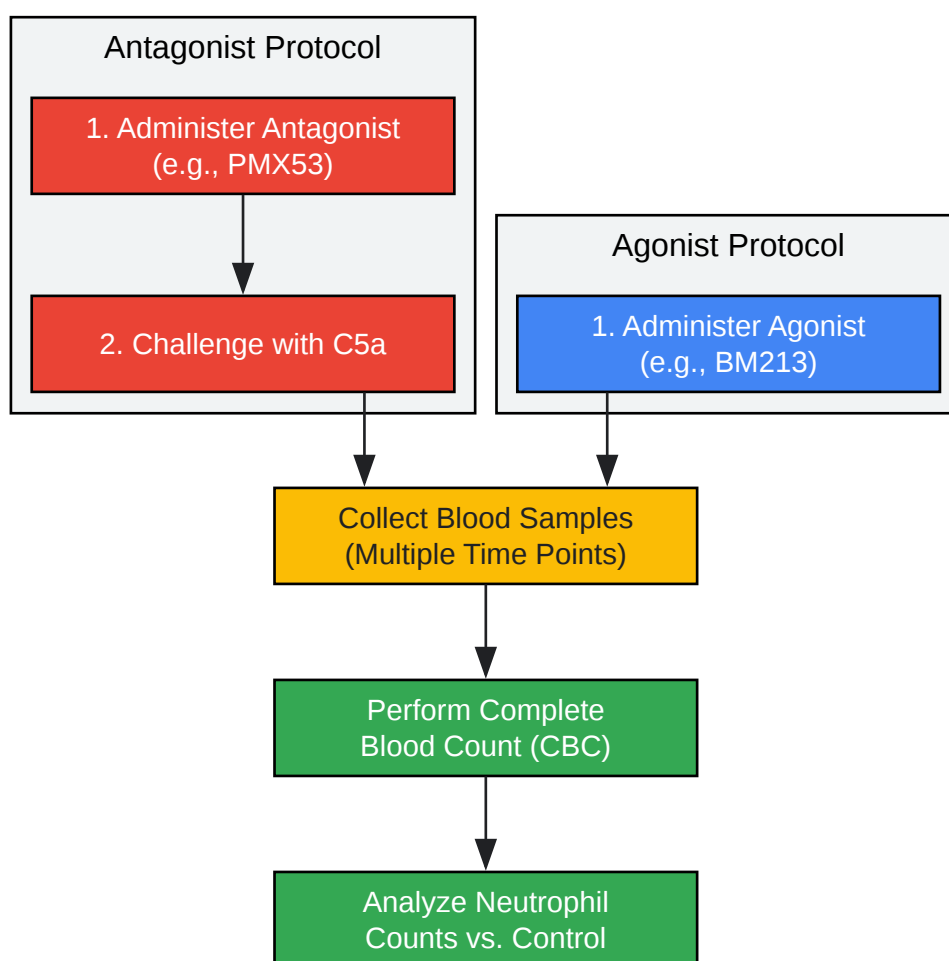 Antagonist Protocol
1. Administer Antagonist
(e.g., PMX53)
2. Challenge with C5a
Agonist Protocol
1. Administer Agonist
(e.g., BM213)
Collect Blood Samples
(Multiple Time Points)
Perform Complete
Blood Count (CBC)
Analyze Neutrophil
Counts vs. Control